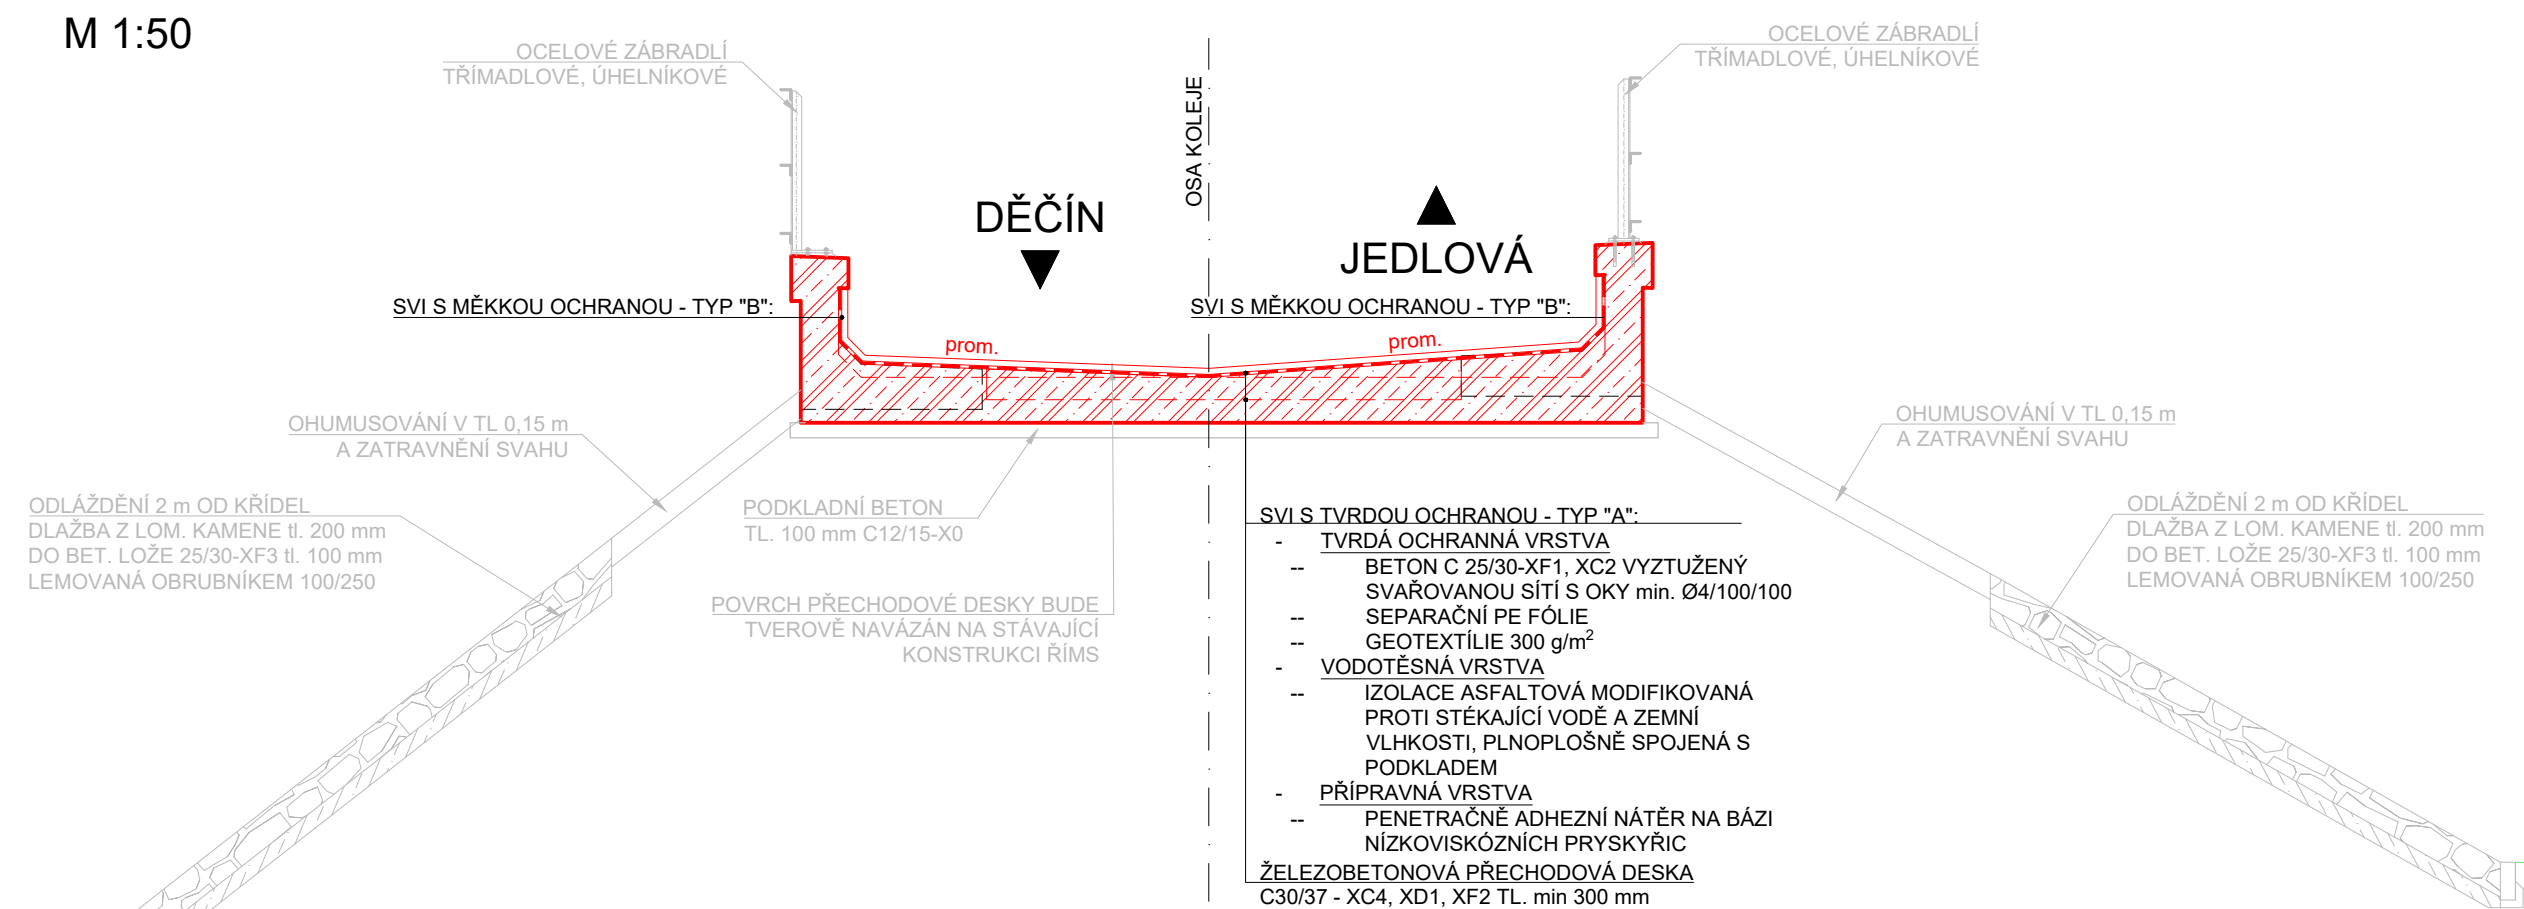 M 1:50
OCELOVÉ ZÁBRADLÍ
TŘÍMADLOVÉ, ÚHELNÍKOVÉ
OCELOVÉ ZÁBRADLÍ
TŘÍMADLOVÉ, ÚHELNÍKOVÉ
OSA KOLEJE
DĚČÍN
JEDLOVÁ
SVI S MĚKKOU OCHRANOU - TYP "B":
SVI S MĚKKOU OCHRANOU - TYP "B":
prom.
prom.
OHUMUSOVÁNÍ V TL 0,15 m
A ZATRAVNĚNÍ SVAHU
OHUMUSOVÁNÍ V TL 0,15 m
A ZATRAVNĚNÍ SVAHU
ODLÁŽDĚNÍ 2 m OD KŘÍDEL
DLAŽBA Z LOM. KAMENE tl. 200 mm
DO BET. LOŽE 25/30-XF3 tl. 100 mm
LEMOVANÁ OBRUBNÍKEM 100/250
PODKLADNÍ BETON
TL. 100 mm C12/15-X0
POVRCH PŘECHODOVÉ DESKY BUDE
TVEROVĚ NAVÁZÁN NA STÁVAJÍCÍ
KONSTRUKCI ŘÍMS
ODLÁŽDĚNÍ 2 m OD KŘÍDEL
DLAŽBA Z LOM. KAMENE tl. 200 mm
DO BET. LOŽE 25/30-XF3 tl. 100 mm
LEMOVANÁ OBRUBNÍKEM 100/250
SVI S TVRDOU OCHRANOU - TYP "A":
- TVRDÁ OCHRANNÁ VRSTVA
-- BETON C 25/30-XF1, XC2 VYZTUŽENÝ
SVAŘOVANOU SÍTÍ S OKY min. Ø4/100/100
-- SEPARAČNÍ PE FÓLIE
-- GEOTEXTÍLIE 300 g/m²
- VODOTĚSNÁ VRSTVA
-- IZOLACE ASFALTOVÁ MODIFIKOVANÁ
PROTI STÉKAJÍCÍ VODĚ A ZEMNÍ
VLHKOSTI, PLNOPLOŠNĚ SPOJENÁ S
PODKLADEM
- PŘÍPRAVNÁ VRSTVA
-- PENETRAČNĚ ADHEZNÍ NÁTĚR NA BÁZI
NÍZKOVISKÓZNÍCH PRYSKYŘIC
ŽELEZOBETONOVÁ PŘECHODOVÁ DESKA
C30/37 - XC4, XD1, XF2 TL. min 300 mm